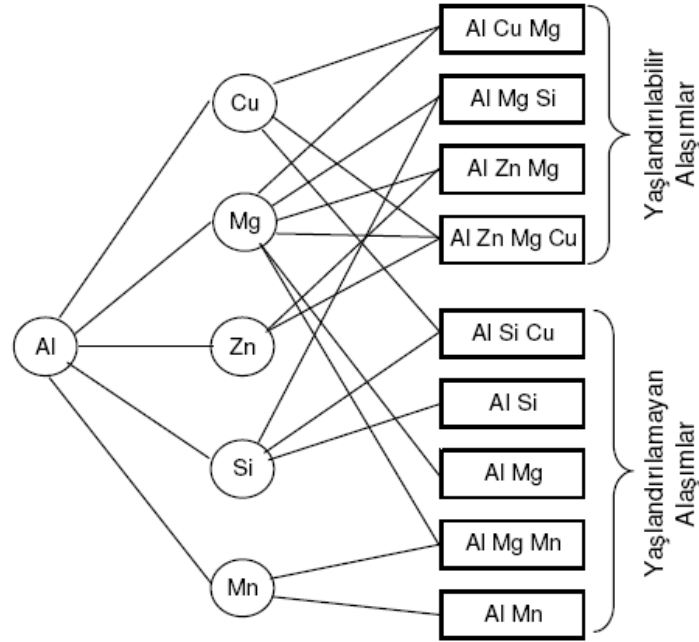 Al
Cu
Mg
Zn
Si
Mn
Al Cu Mg
Al Mg Si
Al Zn Mg
Al Zn Mg Cu
Al Si Cu
Al Si
Al Mg
Al Mg Mn
Al Mn
Yaşlandırılabilir
Alaşımlar
Yaşlandırılamayan
Alaşımlar